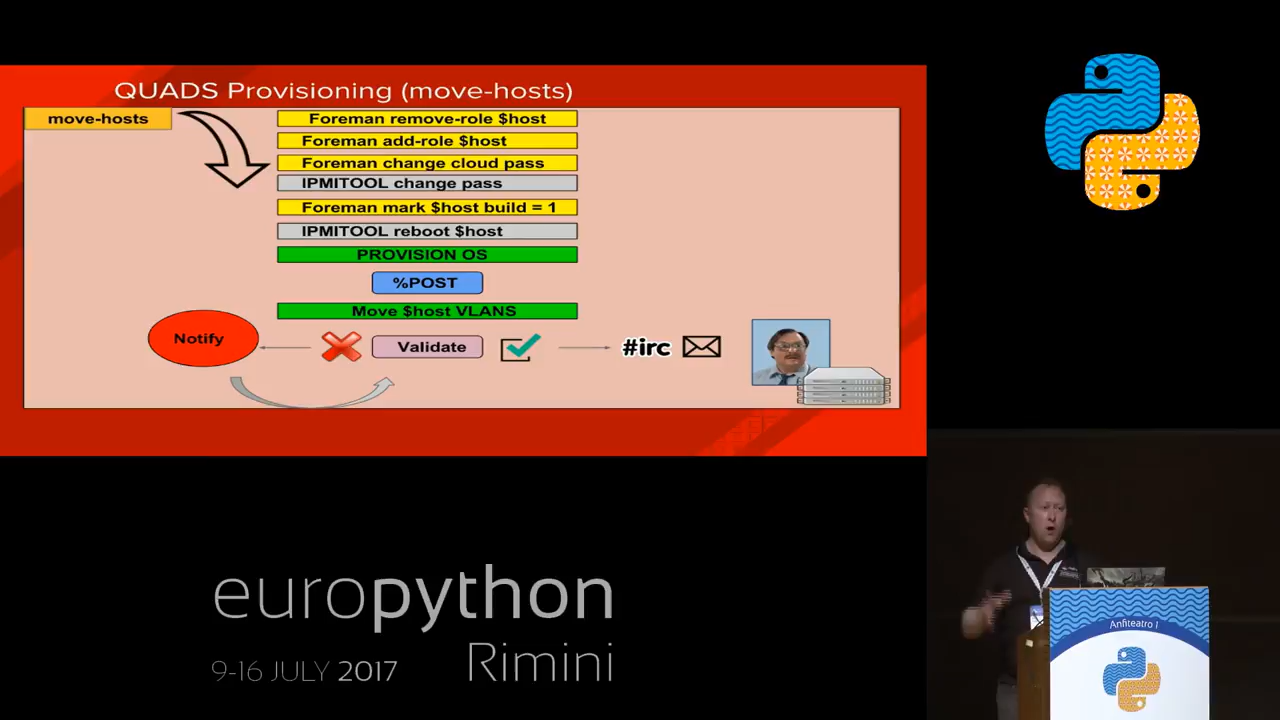 QUADS Provisioning (move-hosts)
move-hosts
Foreman remove-role $host
Foreman add-role $host
Foreman change cloud pass
IPMITOOL change pass
Foreman mark $host build = 1
IPMITOOL reboot $host
PROVISION OS
%POST
Move $host VLANS
Notify
Validate
#irc
europython
9-16 JULY 2017
Rimini
Anfiteatro 1